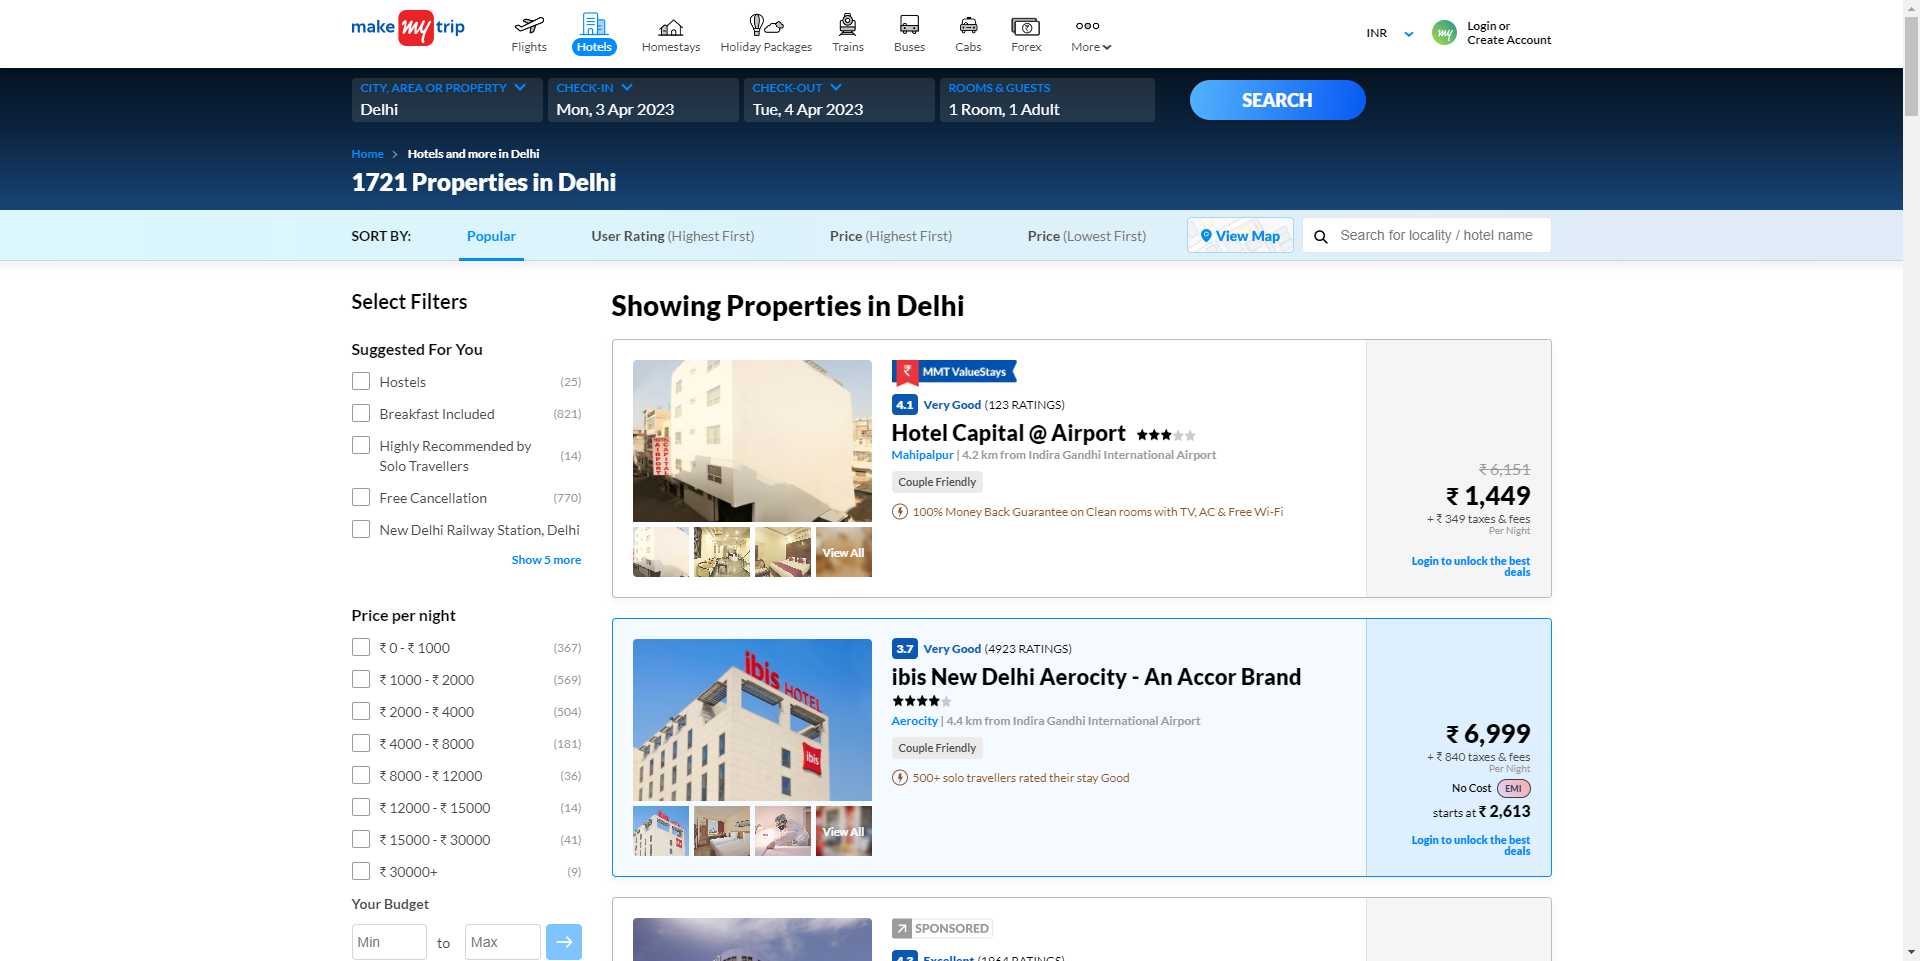 make my trip
Flights
Hotels
Homestays
Holiday Packages
Trains
Buses
Cabs
Forex
More
INR
my
Login or
Create Account
CITY, AREA OR PROPERTY
Delhi
CHECK-IN
Mon, 3 Apr 2023
CHECK-OUT
Tue, 4 Apr 2023
ROOMS & GUESTS
1 Room, 1 Adult
SEARCH
Home > Hotels and more in Delhi
1721 Properties in Delhi
SORT BY:
Popular
User Rating (Highest First)
Price (Highest First)
Price (Lowest First)
View Map
Search for locality / hotel name
Select Filters
Suggested For You
Hostels (25)
Breakfast Included (821)
Highly Recommended by
Solo Travellers (14)
Free Cancellation (770)
New Delhi Railway Station, Delhi
Show 5 more
Price per night
₹ 0 - ₹ 1000 (367)
₹ 1000 - ₹ 2000 (569)
₹ 2000 - ₹ 4000 (504)
₹ 4000 - ₹ 8000 (181)
₹ 8000 - ₹ 12000 (36)
₹ 12000 - ₹ 15000 (14)
₹ 15000 - ₹ 30000 (41)
₹ 30000+ (9)
Your Budget
Min to Max
Showing Properties in Delhi
View All
₹ MMT ValueStays
4.1 Very Good (123 RATINGS)
Hotel Capital @ Airport
Mahipalpur | 4.2 km from Indira Gandhi International Airport
Couple Friendly
100% Money Back Guarantee on Clean rooms with TV, AC & Free Wi-Fi
₹ 6,151
₹ 1,449
+ ₹ 349 taxes & fees
Per Night
Login to unlock the best
deals
ibis HOTEL
ibis
View All
3.7 Very Good (4923 RATINGS)
ibis New Delhi Aerocity - An Accor Brand
Aerocity | 4.4 km from Indira Gandhi International Airport
Couple Friendly
500+ solo travellers rated their stay Good
₹ 6,999
+ ₹ 840 taxes & fees
Per Night
No Cost EMI
starts at ₹ 2,613
Login to unlock the best
deals
SPONSORED
4.3 Excellent (1964 RATINGS)